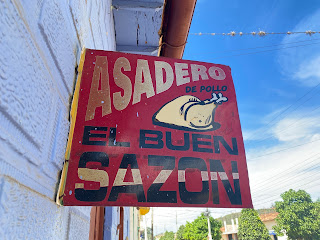 ASADERO
DE POLLO
EL BUEN
SAZON